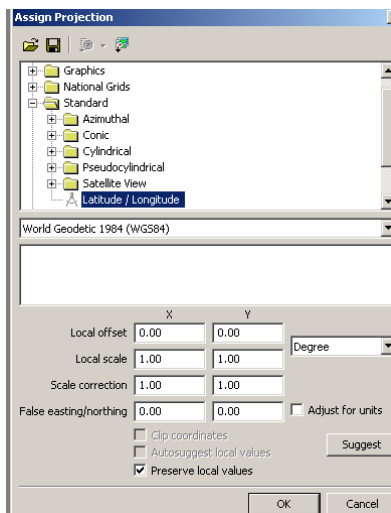 Assign Projection
Graphics
National Grids
Standard
Azimuthal
Conic
Cylindrical
Pseudocylindrical
Satellite View
Latitude / Longitude
World Geodetic 1984 (WGS84)
X Y
Local offset 0.00 0.00
Degree
Local scale 1.00 1.00
Scale correction 1.00 1.00
False easting/northing 0.00 0.00 Adjust for units
Clip coordinates
Autosuggest local values
Suggest
Preserve local values
OK Cancel